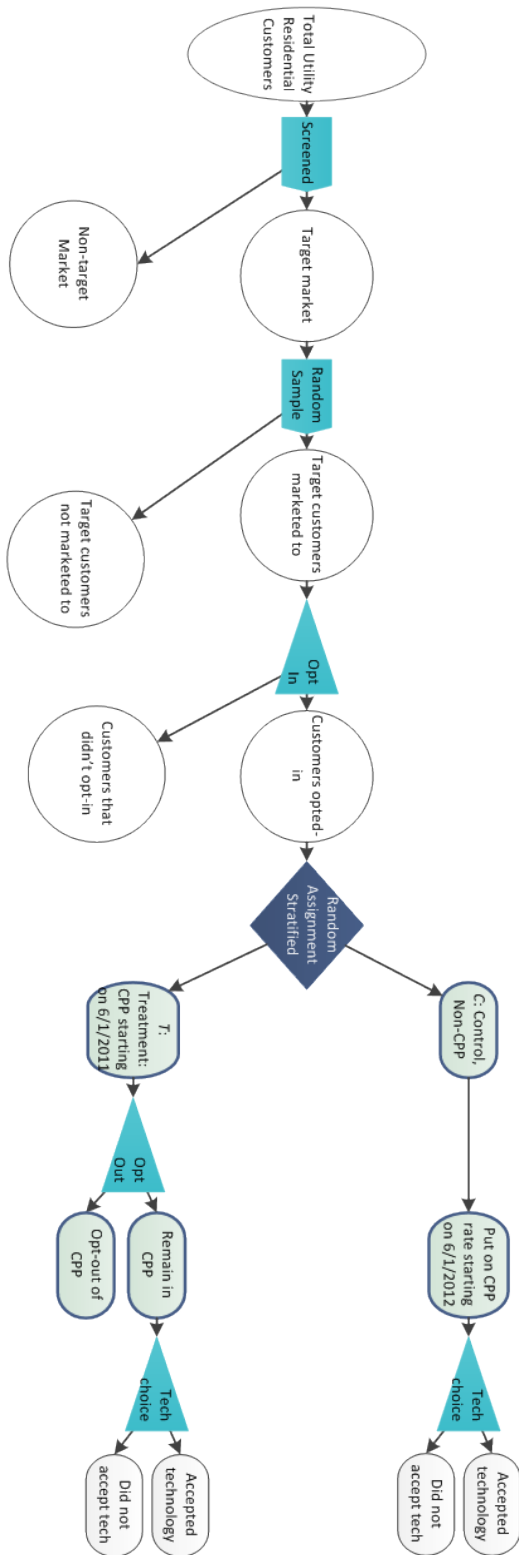 Total Utility
Residential
Customers
Screened
Non-target
Market
Target market
Random
Sample
Target customers
not marketed to
Target customers
marketed to
Opt
In
Customers that
didn't opt-in
Customers opted-
in
Random
Assignment
Stratified
C: Control,
Non-CPP
Put on CPP
rate starting
on 6/1/2012
Tech
choice
Accepted
technology
Did not
accept tech
T:
Treatment:
CPP starting
on 6/1/2011
Opt
Out
Remain in
CPP
Opt-out of
CPP
Tech
choice
Accepted
technology
Did not
accept tech